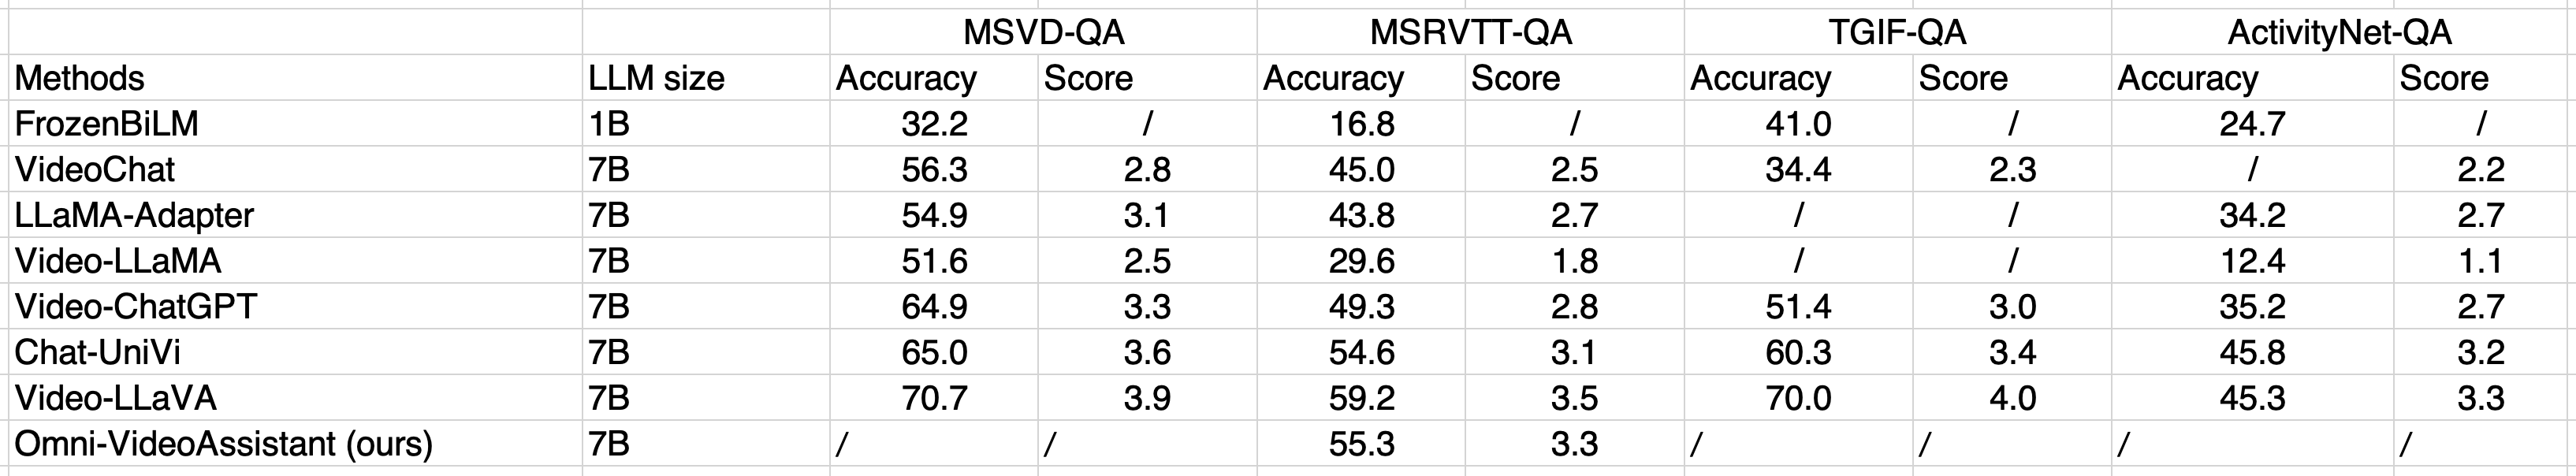 MSVD-QA MSRVTT-QA TGIF-QA ActivityNet-QA
Methods LLM size Accuracy Score Accuracy Score Accuracy Score Accuracy Score
FrozenBiLM 1B 32.2 / 16.8 / 41.0 / 24.7 /
VideoChat 7B 56.3 2.8 45.0 2.5 34.4 2.3 / 2.2
LLaMA-Adapter 7B 54.9 3.1 43.8 2.7 / / 34.2 2.7
Video-LLaMA 7B 51.6 2.5 29.6 1.8 / / 12.4 1.1
Video-ChatGPT 7B 64.9 3.3 49.3 2.8 51.4 3.0 35.2 2.7
Chat-UniVi 7B 65.0 3.6 54.6 3.1 60.3 3.4 45.8 3.2
Video-LLaVA 7B 70.7 3.9 59.2 3.5 70.0 4.0 45.3 3.3
Omni-VideoAssistant (ours) 7B / / 55.3 3.3 / / / /